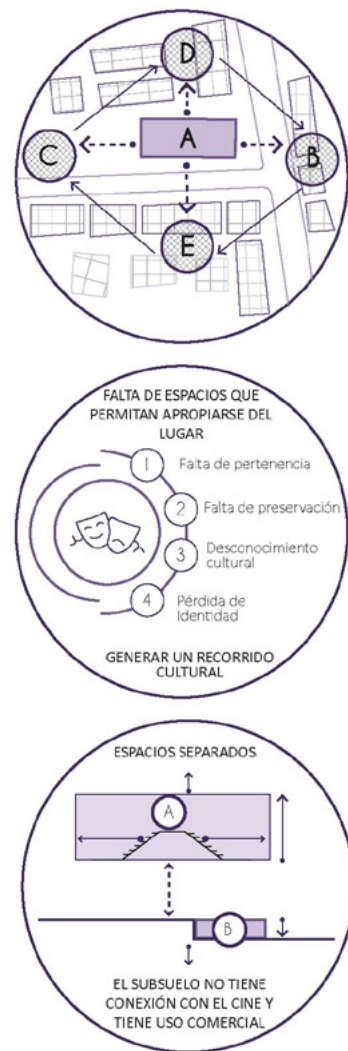 D
A
C
B
E
FALTA DE ESPACIOS QUE
PERMITAN APROPIARSE DEL
LUGAR
1 Falta de pertenencia
2 Falta de preservación
3 Desconocimiento
cultural
4 Pérdida de
Identidad
GENERAR UN RECORRIDO
CULTURAL
ESPACIOS SEPARADOS
A
B
EL SUBSUELO NO TIENE
CONEXIÓN CON EL CINE Y
TIENE USO COMERCIAL